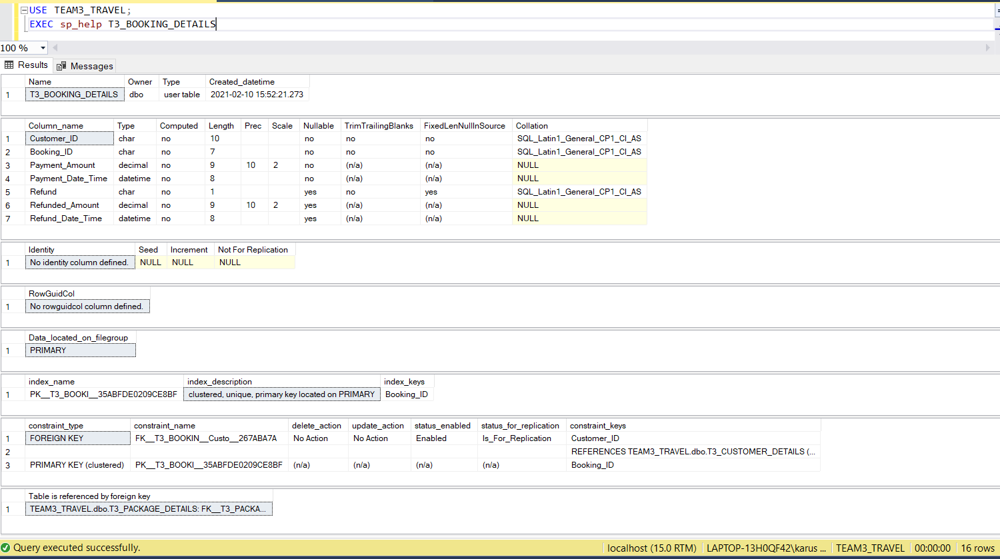 USE TEAM3_TRAVEL;
EXEC sp_help T3_BOOKING_DETAILS
100 %
Results Messages
Name Owner Type Created_datetime
1 T3_BOOKING_DETAILS dbo user table 2021-02-10 15:52:21.273
Column_name Type Computed Length Prec Scale Nullable TrimTrailingBlanks FixedLenNullInSource Collation
1 Customer_ID char no 10 no no no SQL_Latin1_General_CP1_CI_AS
2 Booking_ID char no 7 no no no SQL_Latin1_General_CP1_CI_AS
3 Payment_Amount decimal no 9 10 2 no (n/a) (n/a) NULL
4 Payment_Date_Time datetime no 8 no (n/a) (n/a) NULL
5 Refund char no 1 yes no yes SQL_Latin1_General_CP1_CI_AS
6 Refunded_Amount decimal no 9 10 2 yes (n/a) (n/a) NULL
7 Refund_Date_Time datetime no 8 yes (n/a) (n/a) NULL
Identity Seed Increment Not For Replication
1 No identity column defined. NULL NULL NULL
RowGuidCol
1 No rowguidcol column defined.
Data_located_on_filegroup
1 PRIMARY
index_name index_description index_keys
1 PK__T3_BOOKI__35ABFDE0209CE8BF clustered, unique, primary key located on PRIMARY Booking_ID
constraint_type constraint_name delete_action update_action status_enabled status_for_replication constraint_keys
1 FOREIGN KEY FK__T3_BOOKIN__Custo__267ABA7A No Action No Action Enabled Is_For_Replication Customer_ID
2 REFERENCES TEAM3_TRAVEL.dbo.T3_CUSTOMER_DETAILS (...
3 PRIMARY KEY (clustered) PK__T3_BOOKI__35ABFDE0209CE8BF (n/a) (n/a) (n/a) (n/a) Booking_ID
Table is referenced by foreign key
1 TEAM3_TRAVEL.dbo.T3_PACKAGE_DETAILS: FK__T3_PACKA...
Query executed successfully. localhost (15.0 RTM) LAPTOP-13H0QF42\karus ... TEAM3_TRAVEL 00:00:00 16 rows